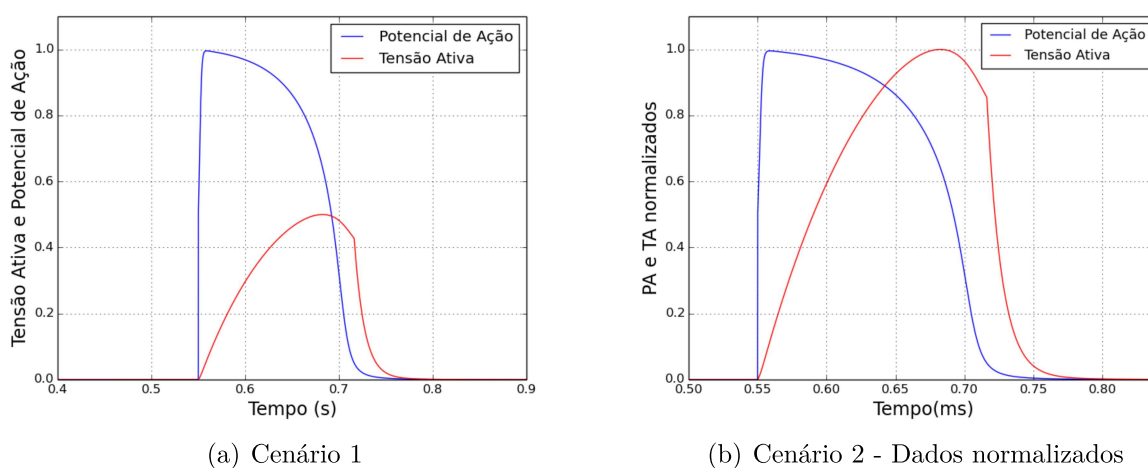 Tensão Ativa e Potencial de Ação
1.0
0.8
0.6
0.4
0.2
0.0
Potencial de Ação
Tensão Ativa
0.4 0.5 0.6 0.7 0.8 0.9
Tempo (s)
(a) Cenário 1
PA e TA normalizados
1.0
0.8
0.6
0.4
0.2
0.0
Potencial de Ação
Tensão Ativa
0.50 0.55 0.60 0.65 0.70 0.75 0.80
Tempo(ms)
(b) Cenário 2 - Dados normalizados